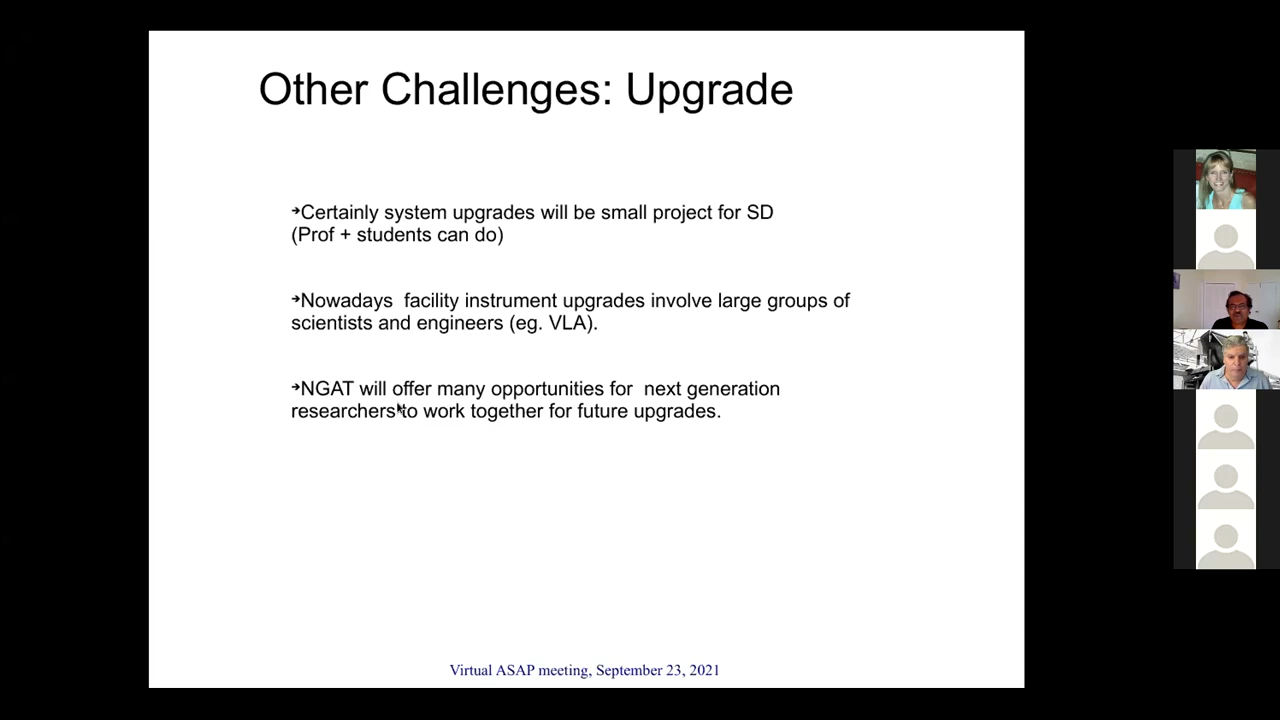 Other Challenges: Upgrade
➔Certainly system upgrades will be small project for SD
(Prof + students can do)
➔Nowadays  facility instrument upgrades involve large groups of
scientists and engineers (eg. VLA).
➔NGAT will offer many opportunities for  next generation
researchers to work together for future upgrades.
Virtual ASAP meeting, September 23, 2021